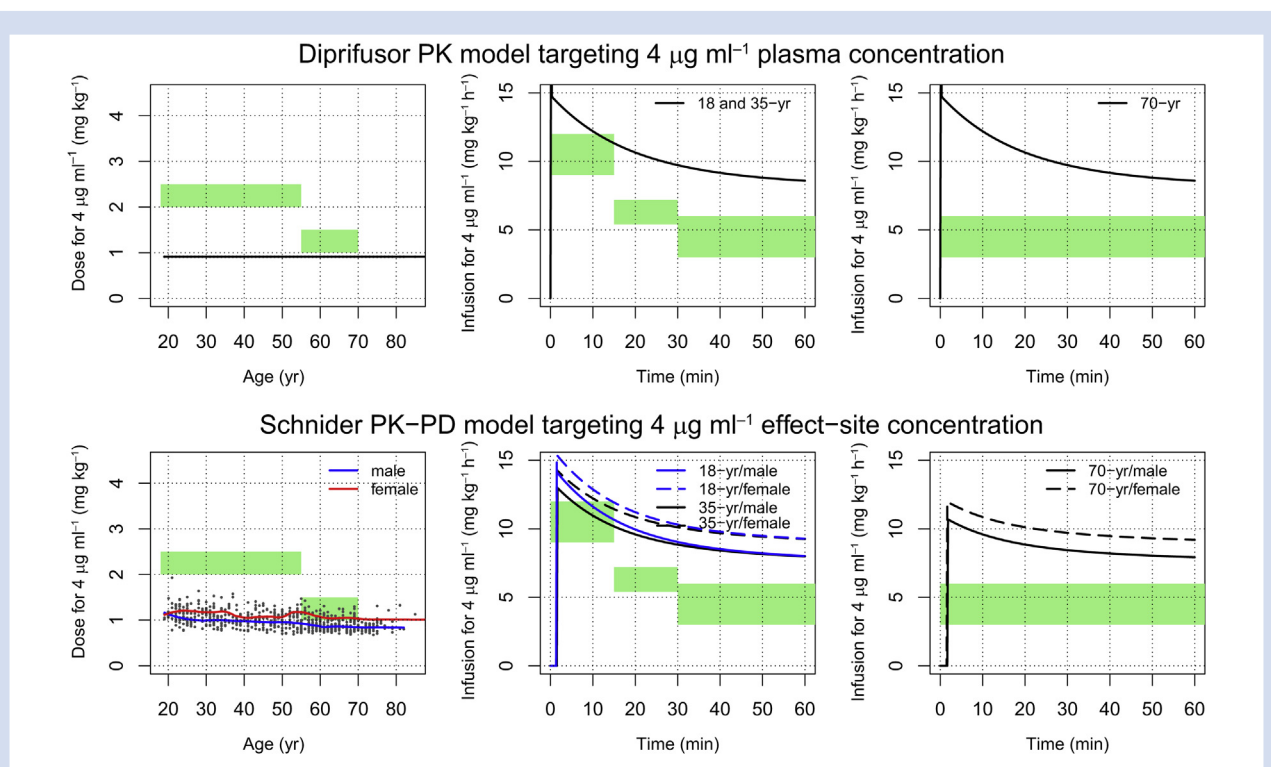 Diprifusor PK model targeting 4 μg ml⁻¹ plasma concentration
Dose for 4 μg ml⁻¹ (mg kg⁻¹)
4
3
2
1
0
20 30 40 50 60 70 80
Age (yr)
Infusion for 4 μg ml⁻¹ (mg kg⁻¹ h⁻¹)
15
10
5
0
18 and 35−yr
0 10 20 30 40 50 60
Time (min)
Infusion for 4 μg ml⁻¹ (mg kg⁻¹ h⁻¹)
15
10
5
0
70−yr
0 10 20 30 40 50 60
Time (min)
Schnider PK−PD model targeting 4 μg ml⁻¹ effect−site concentration
Dose for 4 μg ml⁻¹ (mg kg⁻¹)
4
3
2
1
0
male
female
20 30 40 50 60 70 80
Age (yr)
Infusion for 4 μg ml⁻¹ (mg kg⁻¹ h⁻¹)
15
10
5
0
18−yr/male
18−yr/female
35−yr/male
35−yr/female
0 10 20 30 40 50 60
Time (min)
Infusion for 4 μg ml⁻¹ (mg kg⁻¹ h⁻¹)
15
10
5
0
70−yr/male
70−yr/female
0 10 20 30 40 50 60
Time (min)